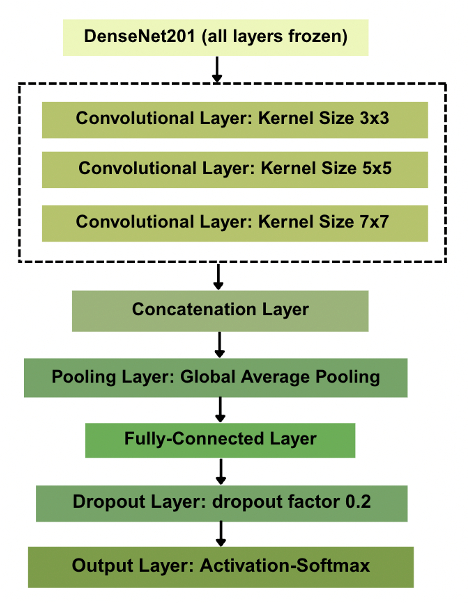 DenseNet201 (all layers frozen)
Convolutional Layer: Kernel Size 3x3
Convolutional Layer: Kernel Size 5x5
Convolutional Layer: Kernel Size 7x7
Concatenation Layer
Pooling Layer: Global Average Pooling
Fully-Connected Layer
Dropout Layer: dropout factor 0.2
Output Layer: Activation-Softmax